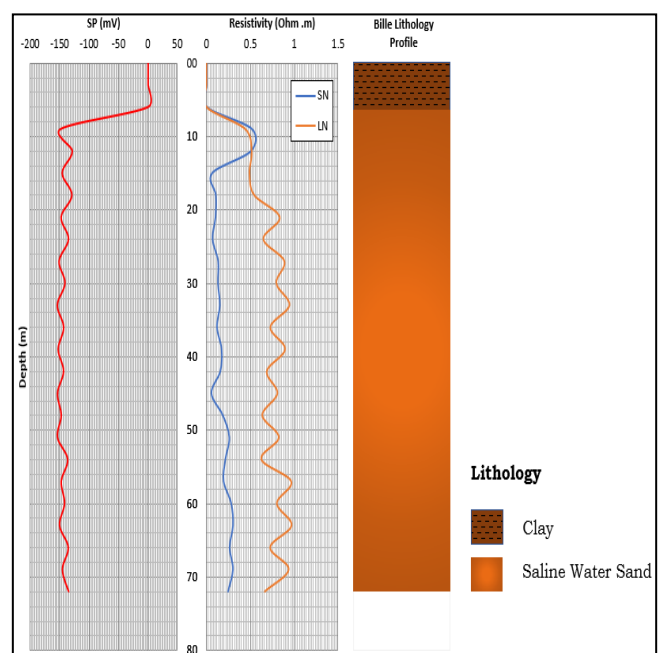 SP (mV)
-200 -150 -100 -50 0 50
Resistivity (Ohm .m)
0 0.5 1 1.5
Bille Lithology
Profile
Depth (m)
00
10
20
30
40
50
60
70
80
SN
LN
Lithology
Clay
Saline Water Sand